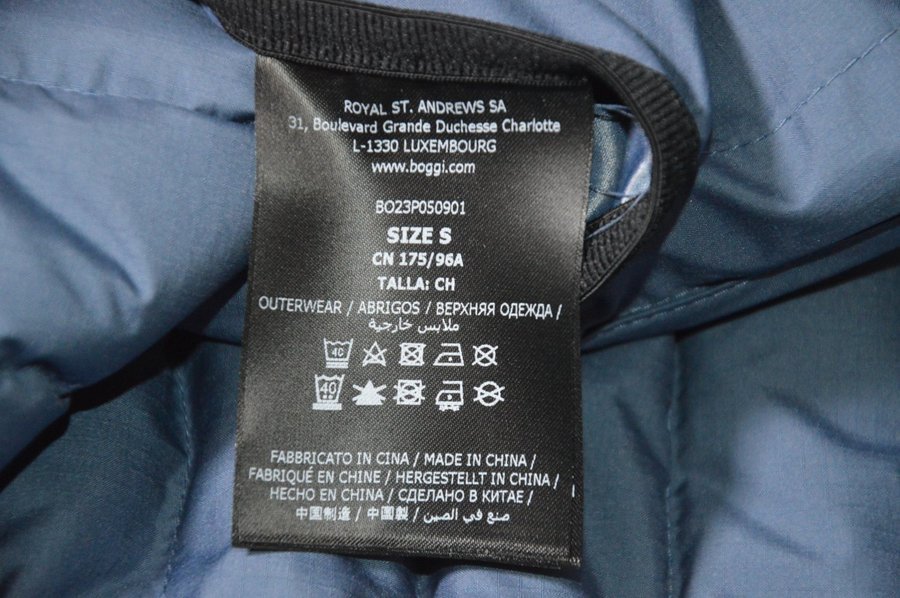 ROYAL ST. ANDREWS SA
31, Boulevard Grande Duchesse Charlotte
L-1330 LUXEMBOURG
www.boggi.com
BO23P050901
SIZE S
CN 175/96A
TALLA: CH
OUTERWEAR / ABRIGOS / ВЕРХНЯЯ ОДЕЖДА /
ملابس خارجية
40
40
FABBRICATO IN CINA / MADE IN CHINA /
FABRIQUÉ EN CHINE / HERGESTELLT IN CHINA /
HECHO EN CHINA / СДЕЛАНО В КИТАЕ /
中国制造 / 中國製 / صنع في الصين